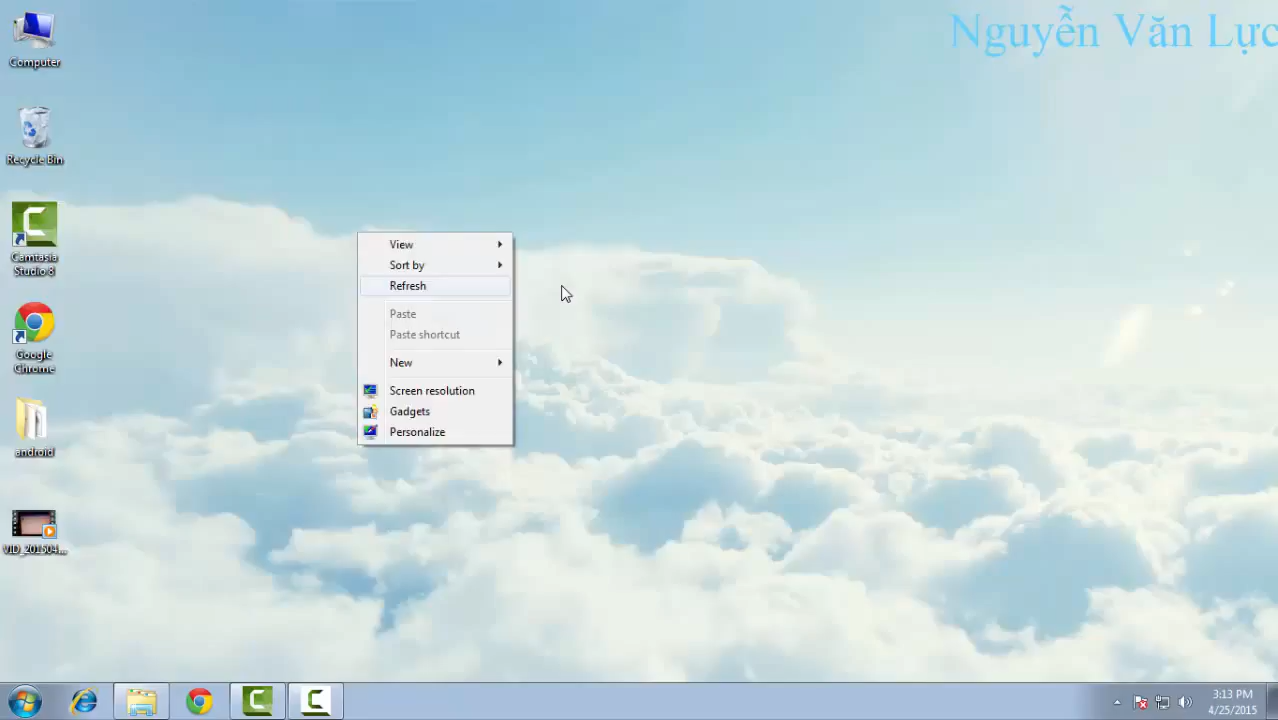 Nguyễn Văn Lực
Computer
Recycle Bin
Camtasia
Studio 8
Google
Chrome
android
VID_201504...
View
Sort by
Refresh
Paste
Paste shortcut
New
Screen resolution
Gadgets
Personalize
3:13 PM
4/25/2015